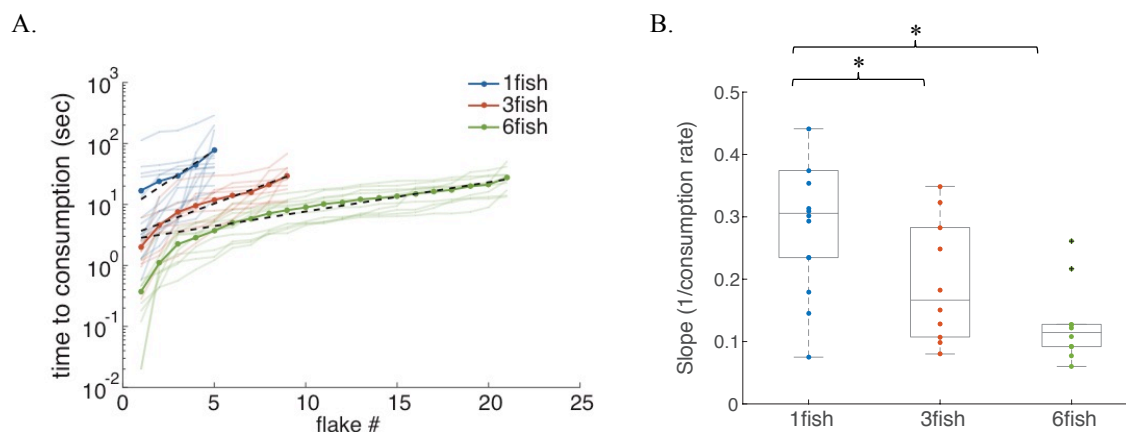 A.
B.
time to consumption (sec)
10^3
10^2
10^1
10^0
10^-1
10^-2
0
5
10
15
20
25
flake #
1fish
3fish
6fish
*
*
Slope (1/consumption rate)
0.5
0.4
0.3
0.2
0.1
0
1fish
3fish
6fish